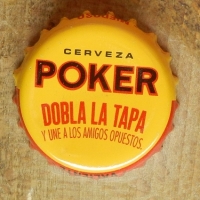 CERVEZA
POKER
DOBLA LA TAPA
Y UNE A LOS AMIGOS OPUESTOS.